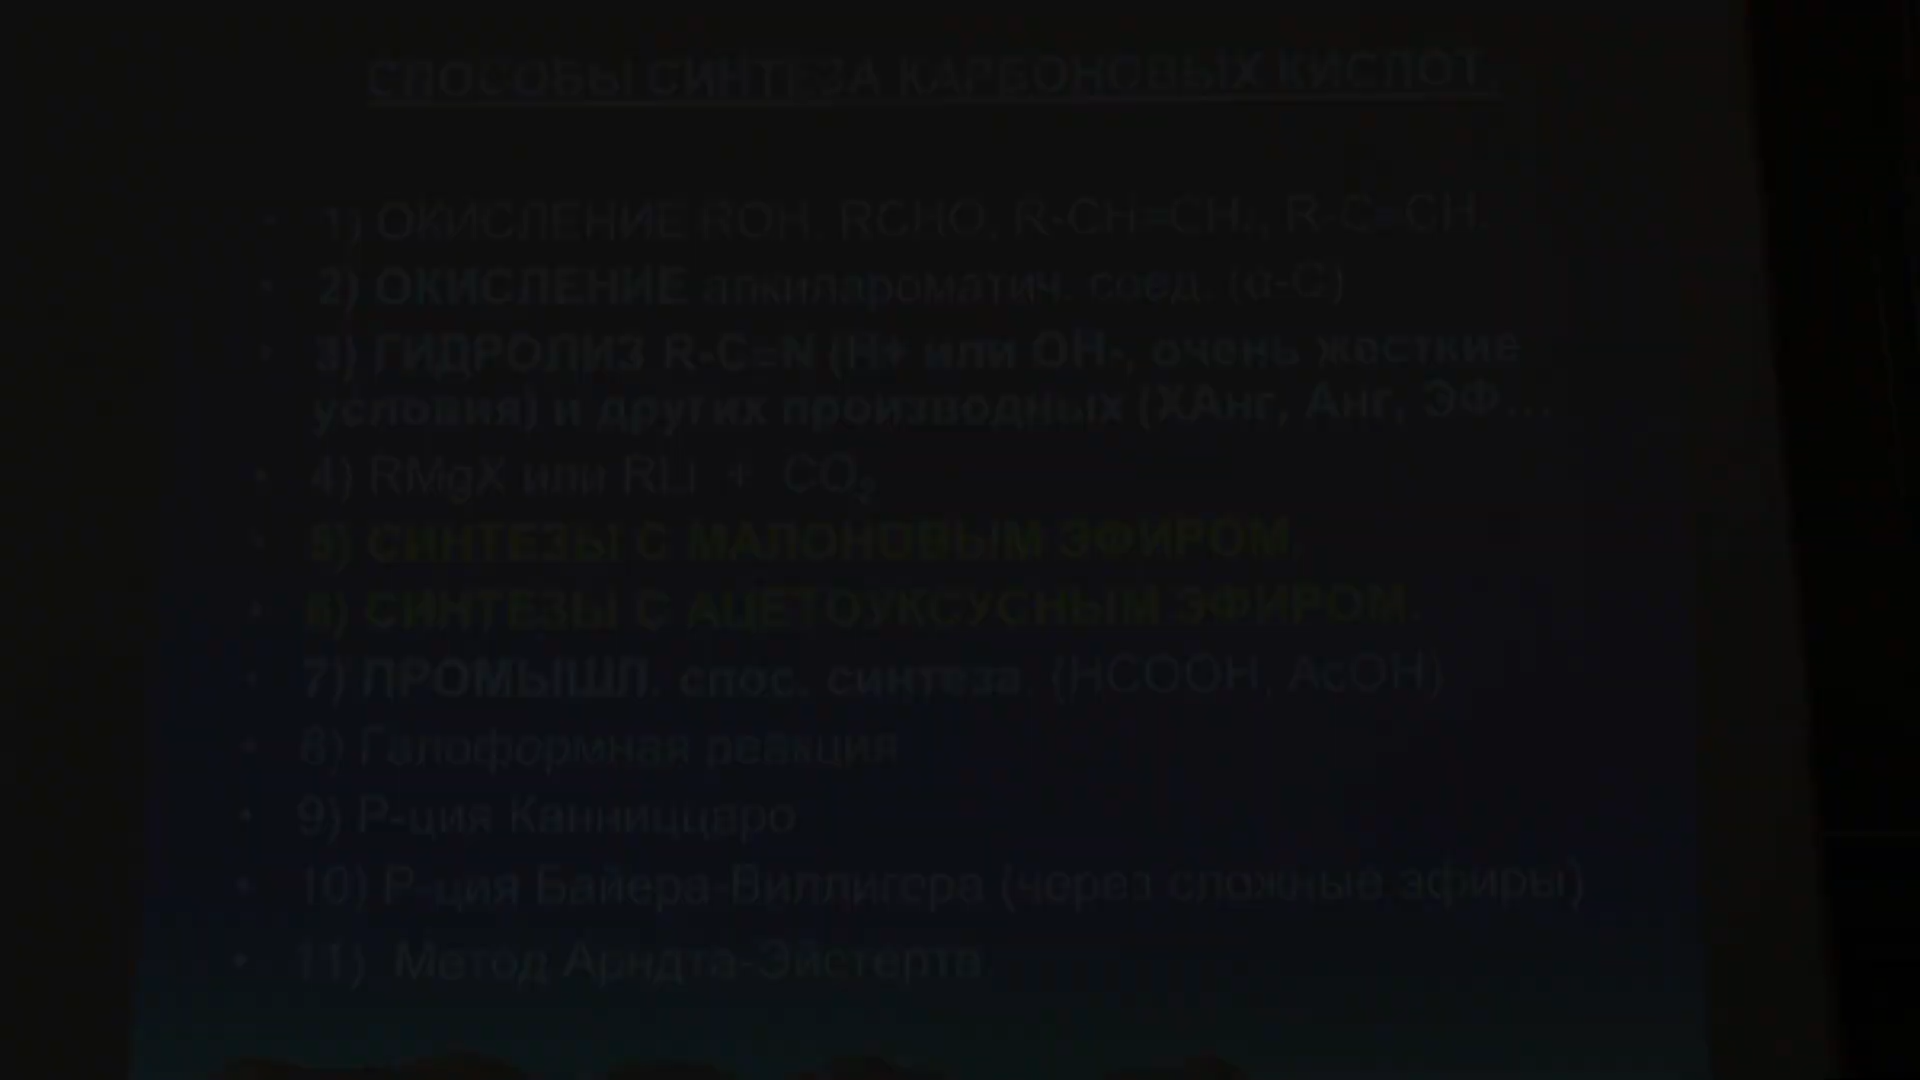 СПОСОБЫ СИНТЕЗА КАРБОНОВЫХ КИСЛОТ.
• 1) ОКИСЛЕНИЕ ROH, RCHO, R-CH=CH₂, R-C≡CH.
• 2) ОКИСЛЕНИЕ алкилароматич. соед. (α-C)
• 3) ГИДРОЛИЗ R-C≡N (H+ или OH-, очень жесткие
условия) и других производных (ХАнг, Анг, ЭФ...
• 4) RMgX или RLi + CO₂
• 5) СИНТЕЗЫ С МАЛОНОВЫМ ЭФИРОМ.
• 6) СИНТЕЗЫ С АЦЕТОУКСУСНЫМ ЭФИРОМ.
• 7) ПРОМЫШЛ. спос. синтеза (HCOOH, AcOH)
• 8) Галоформная реакция
• 9) Р-ция Канниццаро
• 10) Р-ция Байера-Виллигера (через сложные эфиры)
• 11) Метод Арндта-Эйстерта